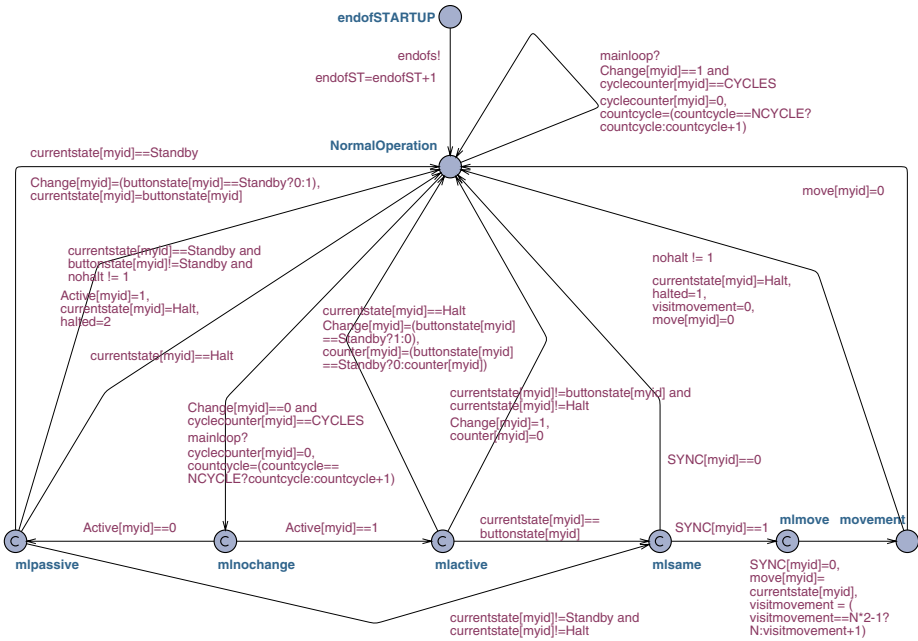 endofSTARTUP
endofs!
endofST=endofST+1
mainloop?
Change[myid]==1 and
cyclecounter[myid]==CYCLES
cyclecounter[myid]=0,
countcycle=(countcycle==NCYCLE?
countcycle:countcycle+1)
NormalOperation
currentstate[myid]==Standby
Change[myid]=(buttonstate[myid]==Standby?0:1),
currentstate[myid]=buttonstate[myid]
move[myid]=0
currentstate[myid]==Standby and
buttonstate[myid]!=Standby and
nohalt != 1
Active[myid]=1,
currentstate[myid]=Halt,
halted=2
nohalt != 1
currentstate[myid]=Halt,
halted=1,
visitmovement=0,
move[myid]=0
currentstate[myid]==Halt
Change[myid]=(buttonstate[myid]
==Standby?1:0),
counter[myid]=(buttonstate[myid]
==Standby?0:counter[myid])
currentstate[myid]==Halt
currentstate[myid]!=buttonstate[myid] and
currentstate[myid]!=Halt
Change[myid]=1,
counter[myid]=0
Change[myid]==0 and
cyclecounter[myid]==CYCLES
mainloop?
cyclecounter[myid]=0,
countcycle=(countcycle==
NCYCLE?countcycle:countcycle+1)
SYNC[myid]==0
Active[myid]==0
Active[myid]==1
currentstate[myid]==
buttonstate[myid]
SYNC[myid]==1
mlmove
movement
C
C
C
C
C
mlpassive
mlnochange
mlactive
mlsame
SYNC[myid]=0,
move[myid]=
currentstate[myid],
visitmovement = (
visitmovement==N*2-1?
N:visitmovement+1)
currentstate[myid]!=Standby and
currentstate[myid]!=Halt